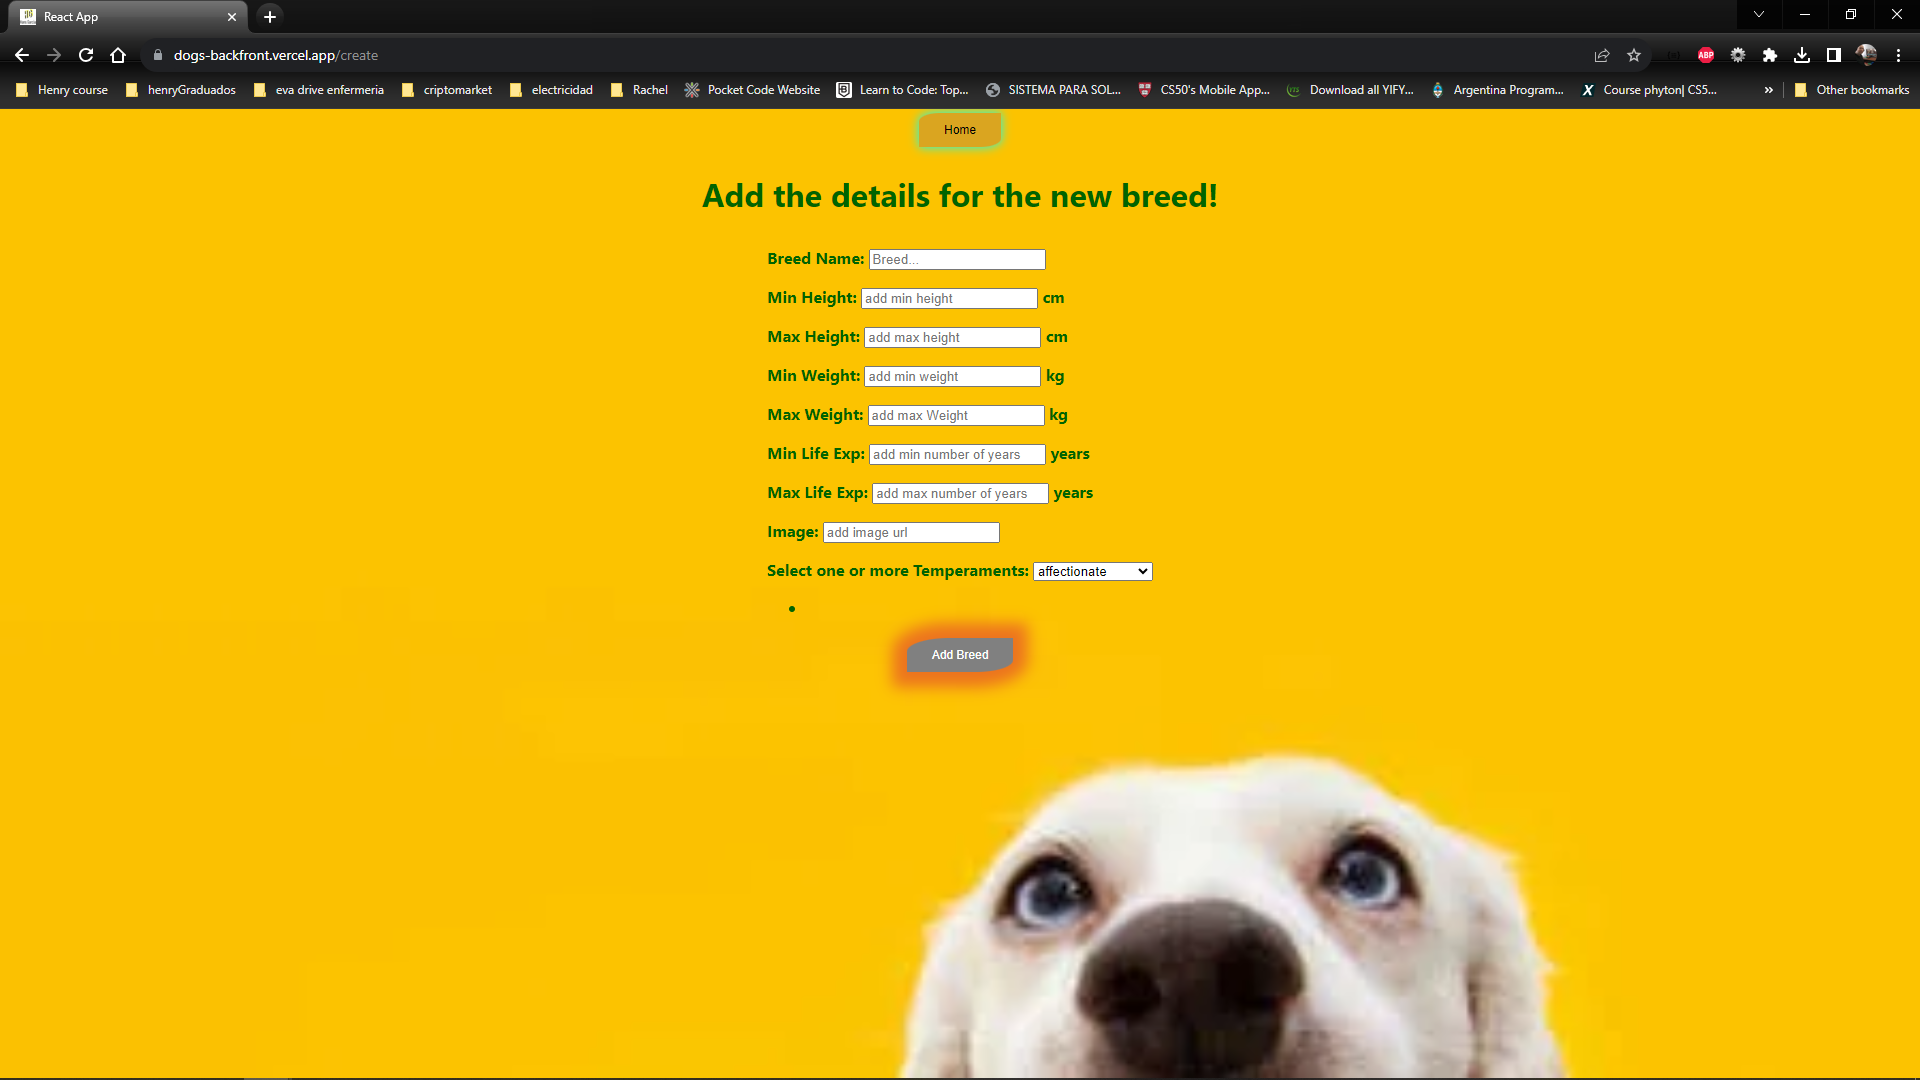 React App
dogs-backfront.vercel.app/create
ABP
Henry course henryGraduados eva drive enfermeria criptomarket electricidad Rachel Pocket Code Website Learn to Code: Top... SISTEMA PARA SOL... CS50's Mobile App... Download all YIFY... Argentina Program... Course phyton| CS5... » Other bookmarks
Home
Add the details for the new breed!
Breed Name: Breed...
Min Height: add min height cm
Max Height: add max height cm
Min Weight: add min weight kg
Max Weight: add max Weight kg
Min Life Exp: add min number of years years
Max Life Exp: add max number of years years
Image: add image url
Select one or more Temperaments: affectionate
Add Breed